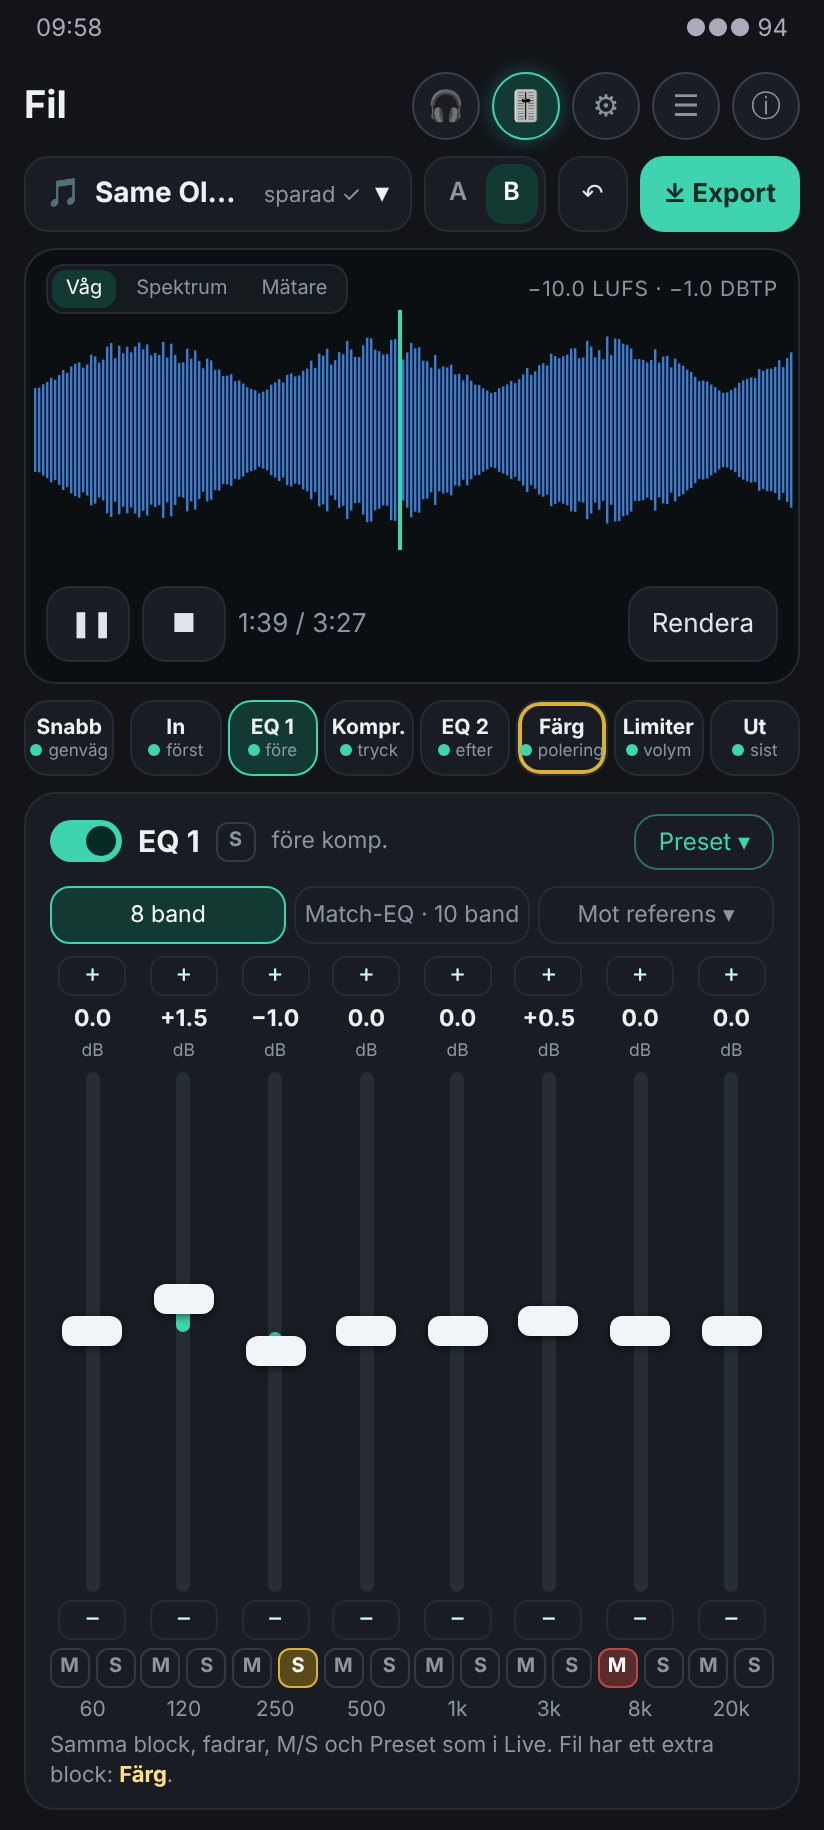 09:58 94
Fil
Same Ol... sparad ✓ ▼ A B ↶ Export
Våg Spektrum Mätare −10.0 LUFS · −1.0 DBTP
1:39 / 3:27 Rendera
Snabb In EQ 1 Kompr. EQ 2 Färg Limiter Ut
genväg först före tryck efter polering volym sist
EQ 1 S före komp. Preset ▾
8 band Match-EQ · 10 band Mot referens ▾
+ + + + + + + +
0.0 +1.5 −1.0 0.0 0.0 +0.5 0.0 0.0
dB dB dB dB dB dB dB dB
− − − − − − − −
M S M S M S M S M S M S M S M S
60 120 250 500 1k 3k 8k 20k
Samma block, fadrar, M/S och Preset som i Live. Fil har ett extra
block: Färg.